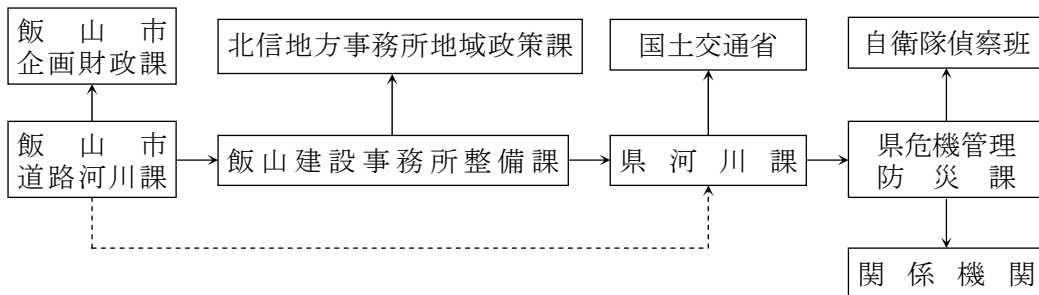 飯山市
企画財政課
北信地方事務所地域政策課
国土交通省
自衛隊偵察班
飯山市
道路河川課
飯山建設事務所整備課
県河川課
県危機管理
防災課
関係機関